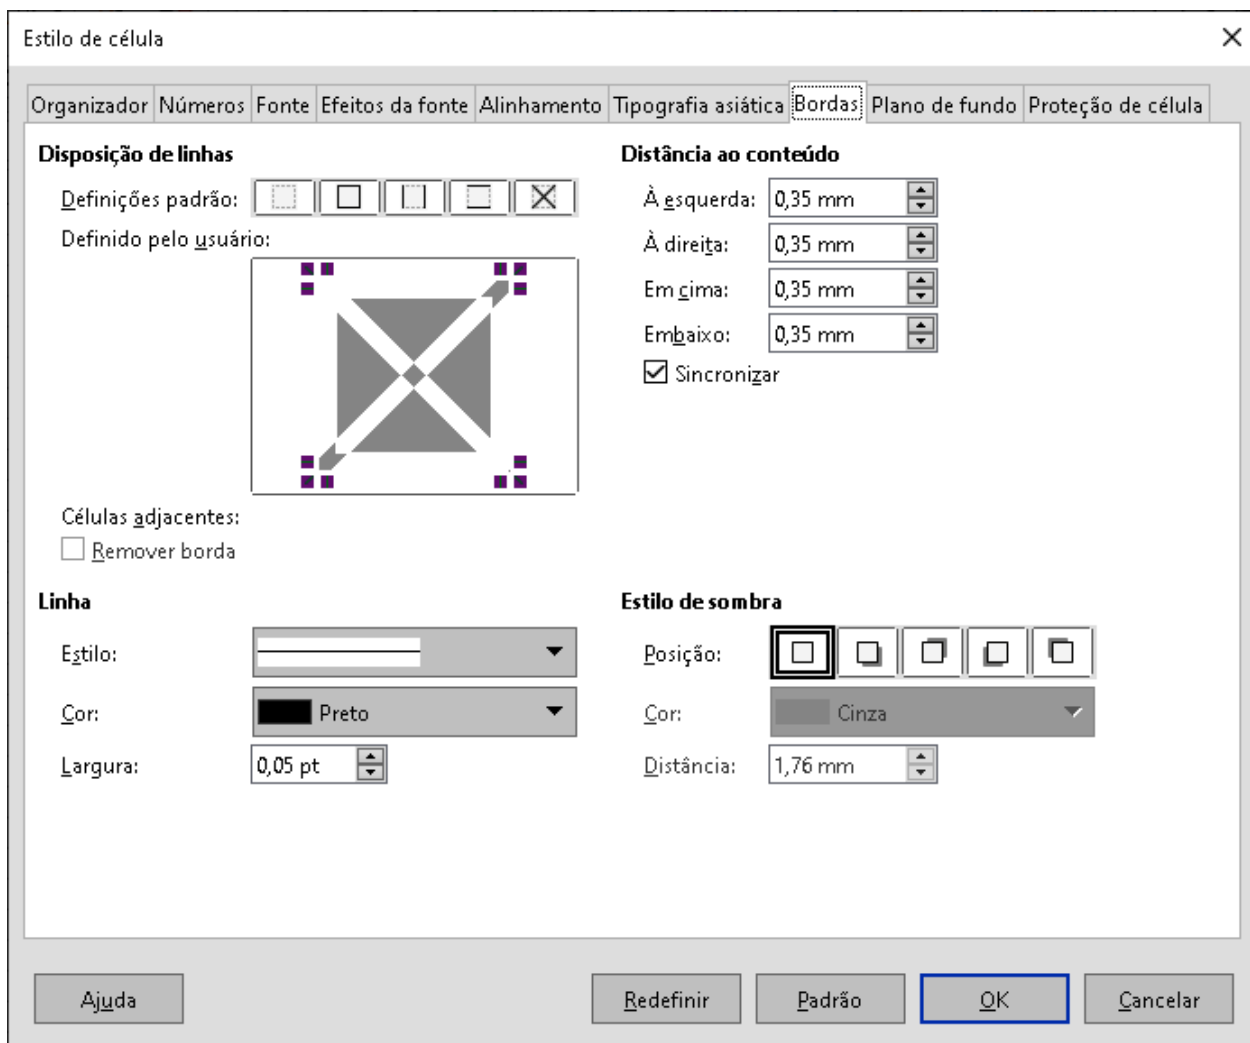 Estilo de célula
Organizador Números Fonte Efeitos da fonte Alinhamento Tipografia asiática Bordas Plano de fundo Proteção de célula
Disposição de linhas
Definições padrão:
Definido pelo usuário:
Células adjacentes:
Remover borda
Distância ao conteúdo
À esquerda: 0,35 mm
À direita: 0,35 mm
Em cima: 0,35 mm
Embaixo: 0,35 mm
Sincronizar
Linha
Estilo:
Cor: Preto
Largura: 0,05 pt
Estilo de sombra
Posição:
Cor: Cinza
Distância: 1,76 mm
Ajuda Redefinir Padrão OK Cancelar